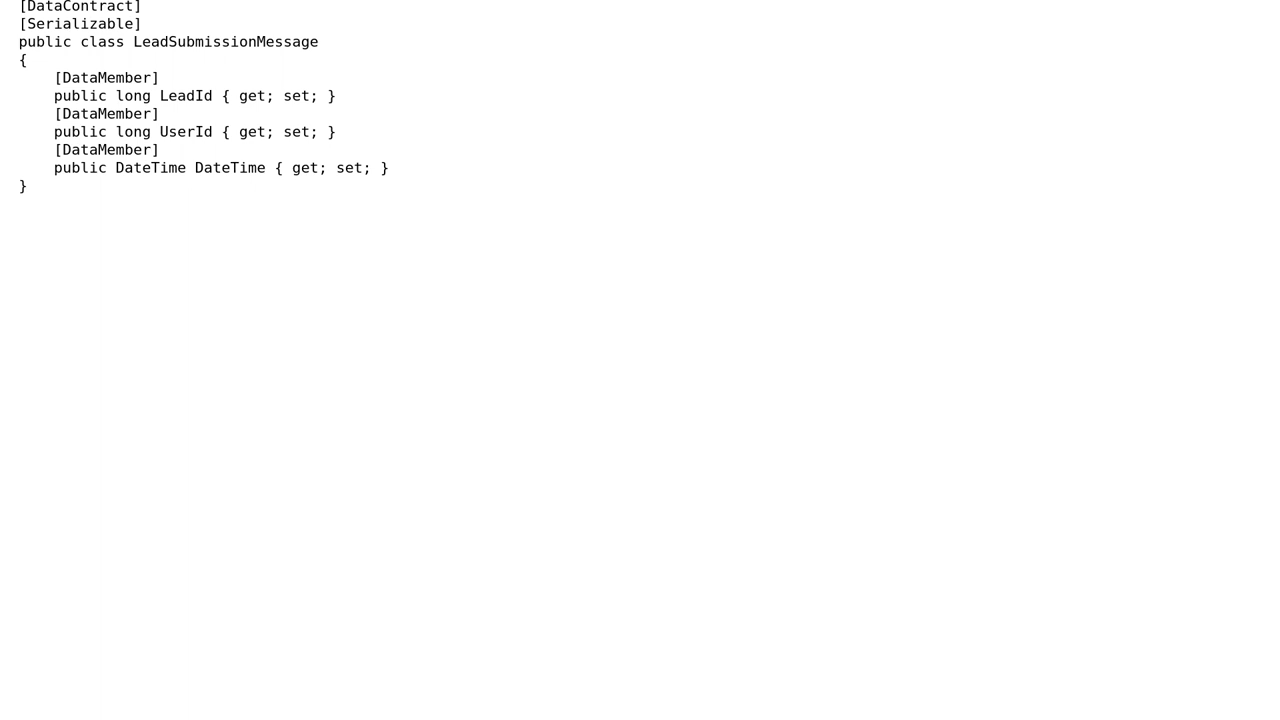 [DataContract]
[Serializable]
public class LeadSubmissionMessage
{
    [DataMember]
    public long LeadId { get; set; }
    [DataMember]
    public long UserId { get; set; }
    [DataMember]
    public DateTime DateTime { get; set; }
}